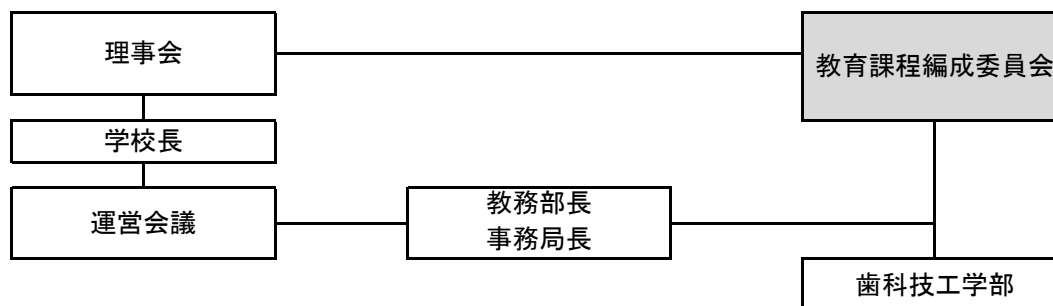 理事会
教育課程編成委員会
学校長
運営会議
教務部長
事務局長
歯科技工学部